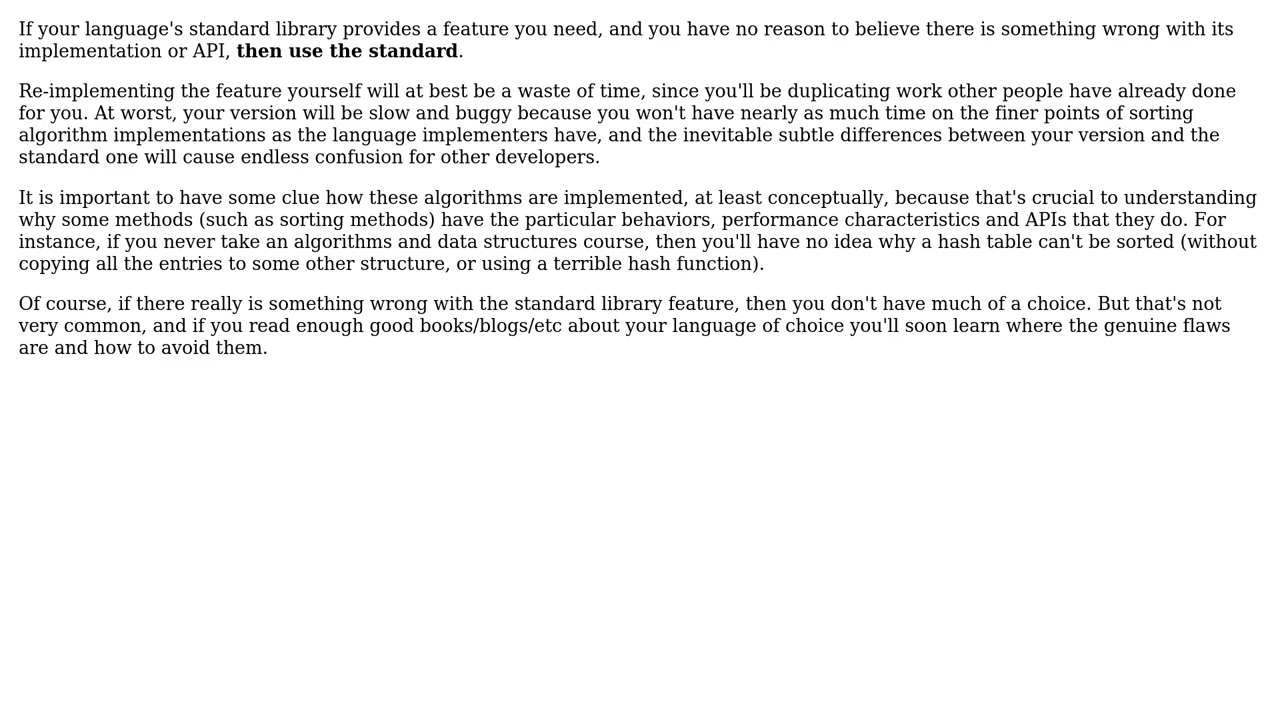 If your language's standard library provides a feature you need, and you have no reason to believe there is something wrong with its
implementation or API, then use the standard.
Re-implementing the feature yourself will at best be a waste of time, since you'll be duplicating work other people have already done
for you. At worst, your version will be slow and buggy because you won't have nearly as much time on the finer points of sorting
algorithm implementations as the language implementers have, and the inevitable subtle differences between your version and the
standard one will cause endless confusion for other developers.
It is important to have some clue how these algorithms are implemented, at least conceptually, because that's crucial to understanding
why some methods (such as sorting methods) have the particular behaviors, performance characteristics and APIs that they do. For
instance, if you never take an algorithms and data structures course, then you'll have no idea why a hash table can't be sorted (without
copying all the entries to some other structure, or using a terrible hash function).
Of course, if there really is something wrong with the standard library feature, then you don't have much of a choice. But that's not
very common, and if you read enough good books/blogs/etc about your language of choice you'll soon learn where the genuine flaws
are and how to avoid them.